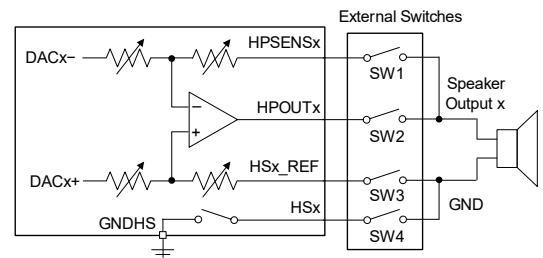 External Switches
HPSENSx
DACx−
SW1
Speaker
Output x
−
HPOUTx
+
SW2
HSx_REF
DACx+
SW3
GND
HSx
GNDHS
SW4